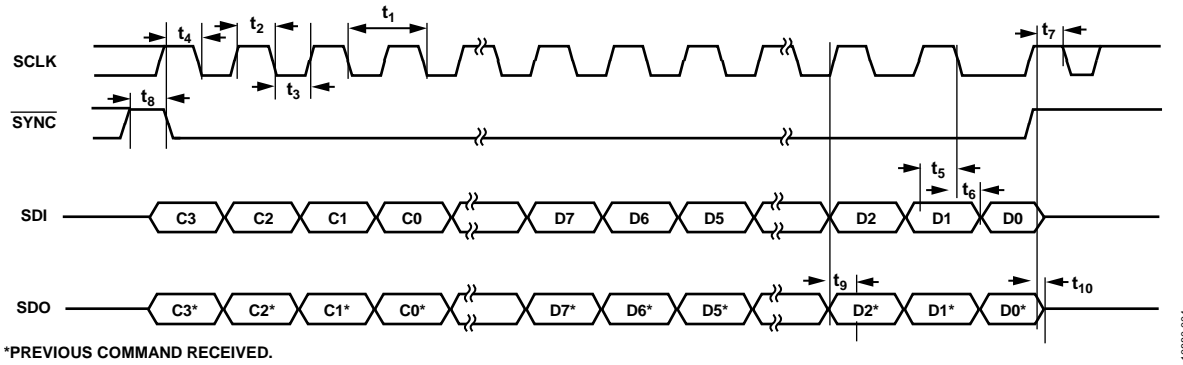 t4 t2 t1 t7
SCLK
t3
t8
SYNC
t5
t6
SDI C3 C2 C1 C0 D7 D6 D5 D2 D1 D0
t9 t10
SDO C3* C2* C1* C0* D7* D6* D5* D2* D1* D0*
*PREVIOUS COMMAND RECEIVED.